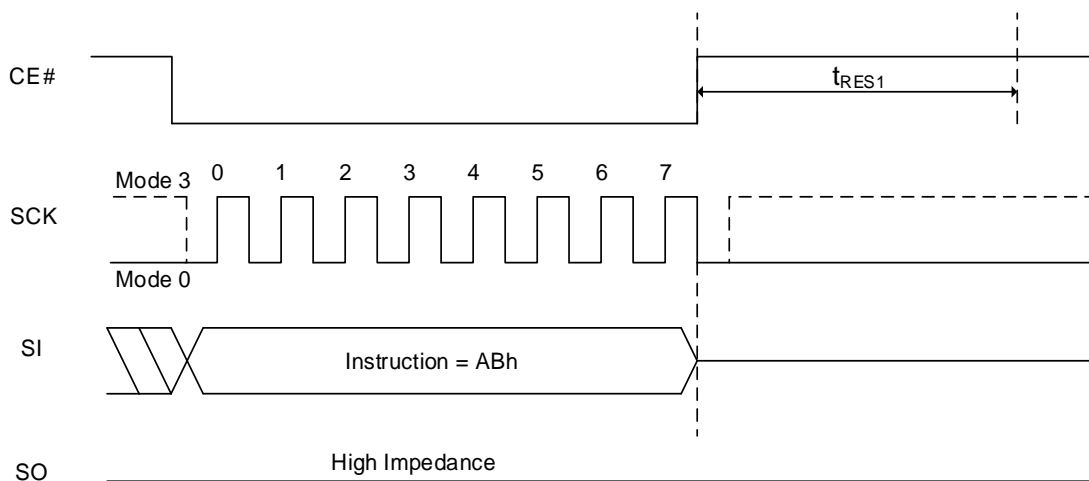 CE#
tRES1
Mode 3
0 1 2 3 4 5 6 7
SCK
Mode 0
SI
Instruction = ABh
High Impedance
SO